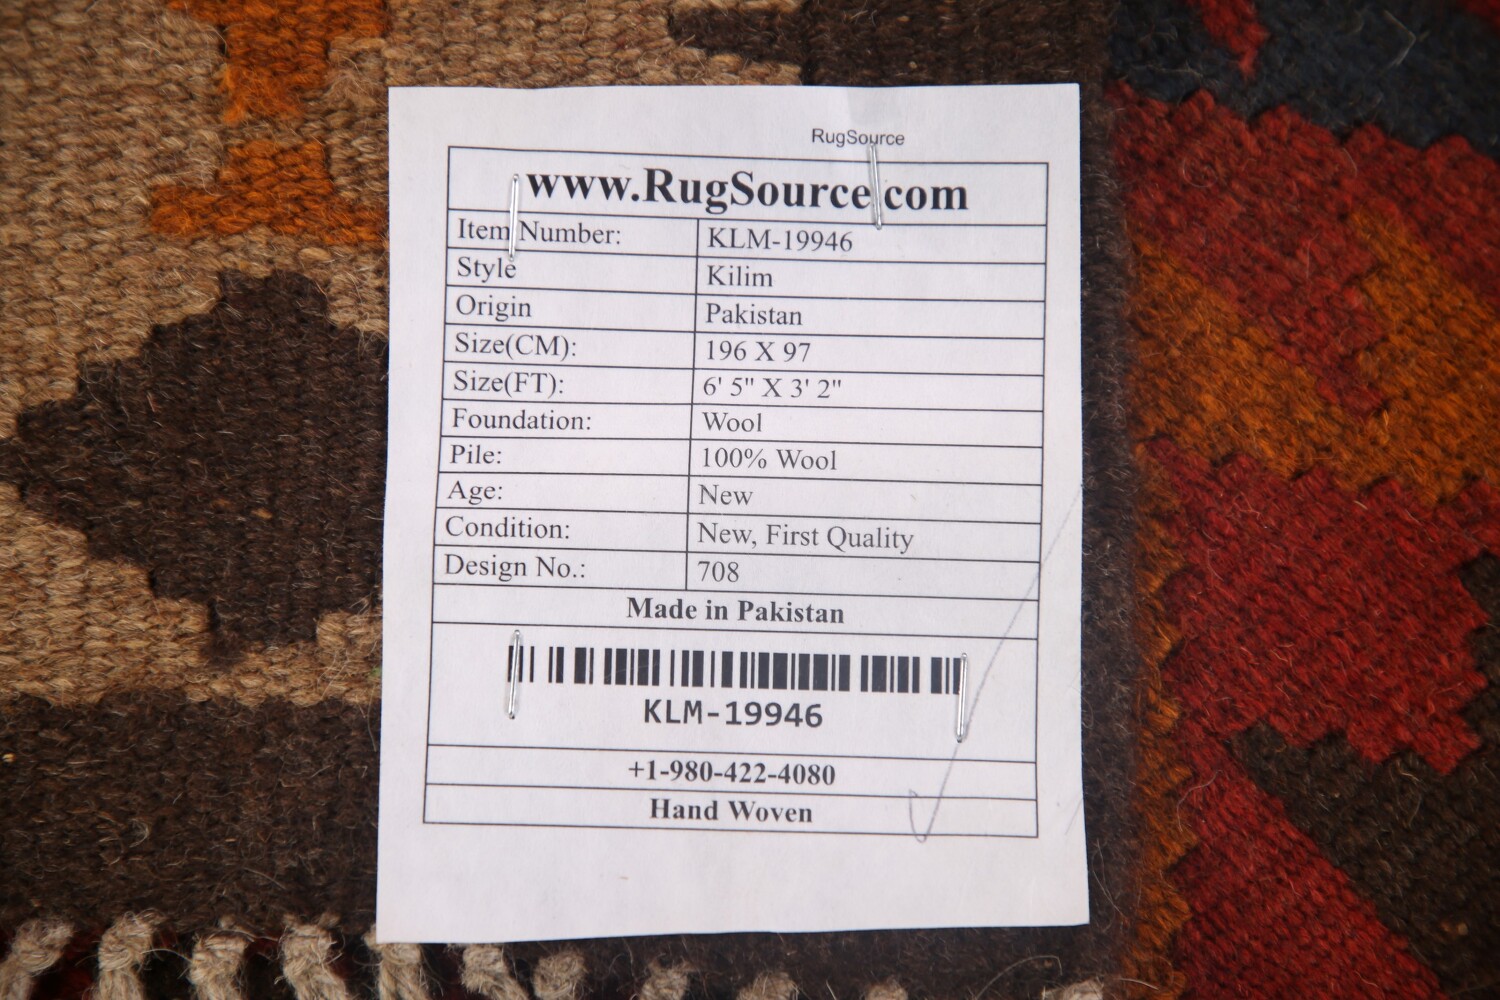 RugSource
www.RugSource.com
Item Number: KLM-19946
Style Kilim
Origin Pakistan
Size(CM): 196 X 97
Size(FT): 6' 5" X 3' 2"
Foundation: Wool
Pile: 100% Wool
Age: New
Condition: New, First Quality
Design No.: 708
Made in Pakistan
KLM-19946
+1-980-422-4080
Hand Woven